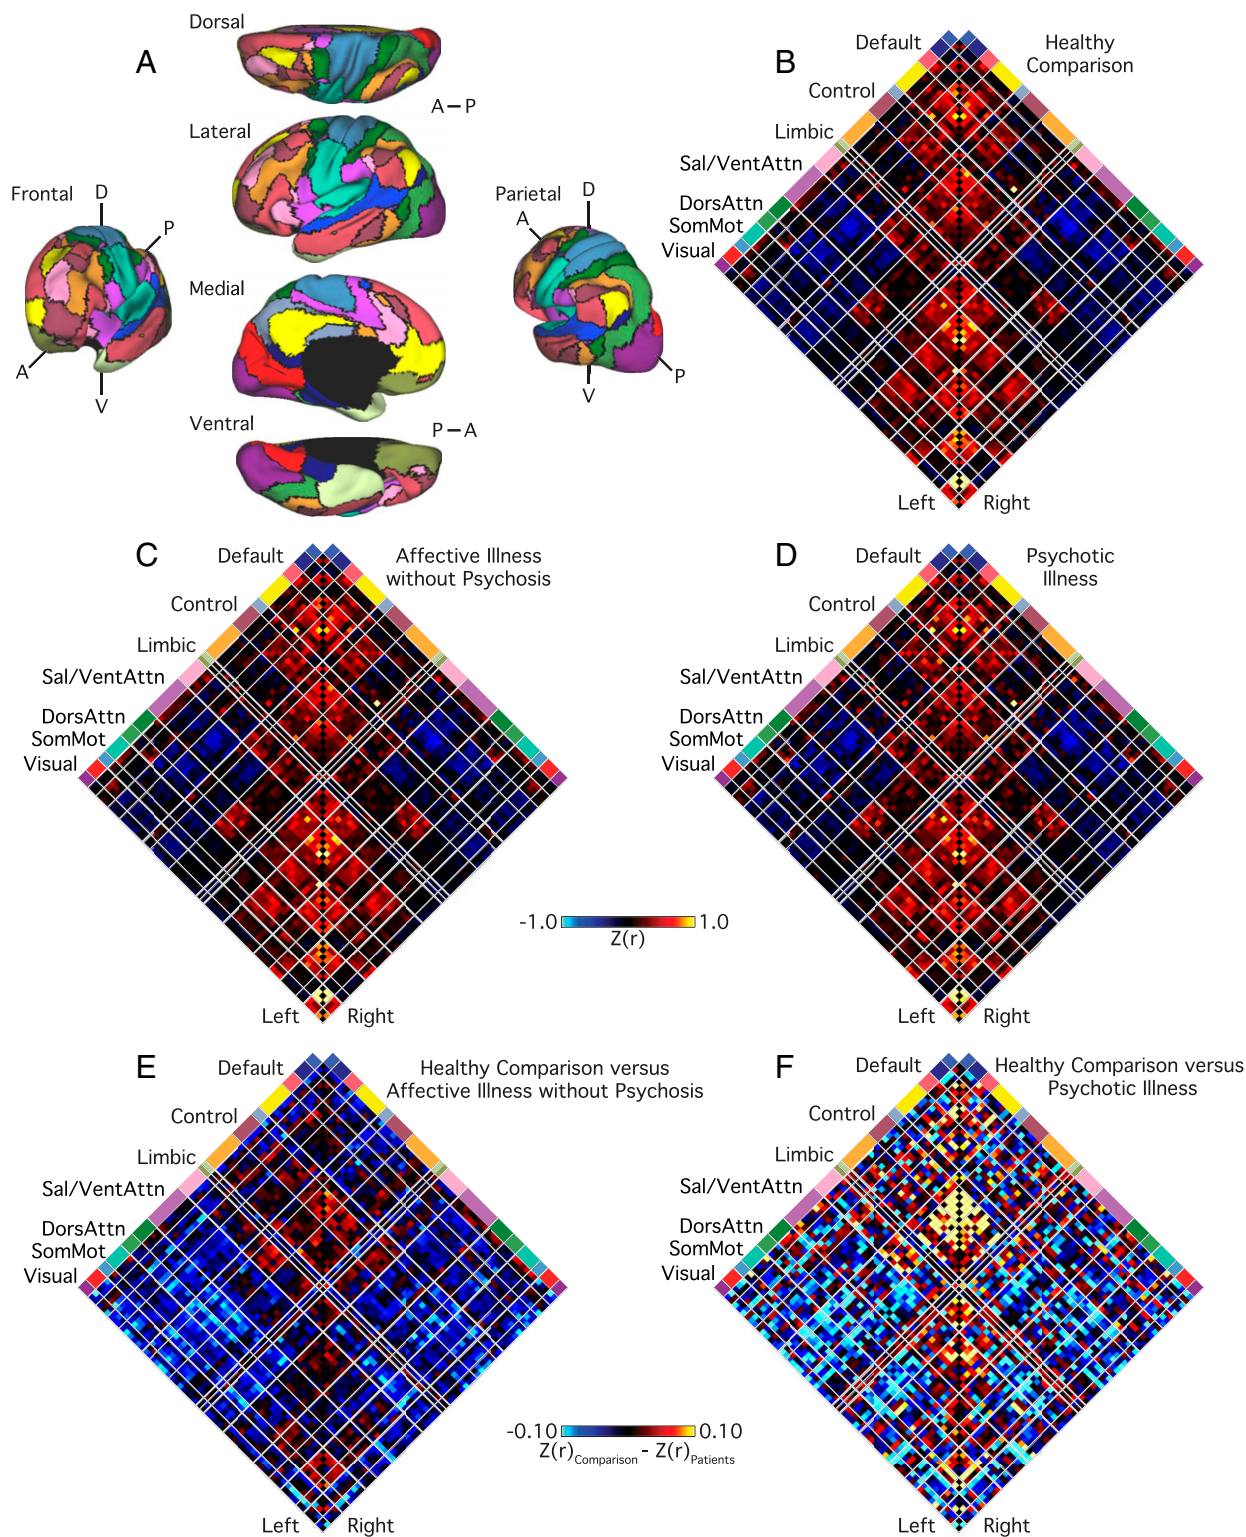 A
Dorsal
A – P
Lateral
Frontal
D
P
A
V
Parietal
D
A
V
P
Medial
Ventral
P – A
B
Healthy
Comparison
Default
Control
Limbic
Sal/VentAttn
DorsAttn
SomMot
Visual
Left
Right
C
Affective Illness
without Psychosis
Default
Control
Limbic
Sal/VentAttn
DorsAttn
SomMot
Visual
Left
Right
D
Psychotic
Illness
Default
Control
Limbic
Sal/VentAttn
DorsAttn
SomMot
Visual
Left
Right
-1.0
1.0
Z(r)
E
Healthy Comparison versus
Affective Illness without Psychosis
Default
Control
Limbic
Sal/VentAttn
DorsAttn
SomMot
Visual
Left
Right
F
Healthy Comparison versus
Psychotic Illness
Default
Control
Limbic
Sal/VentAttn
DorsAttn
SomMot
Visual
Left
Right
-0.10
0.10
Z(r)Comparison - Z(r)Patients